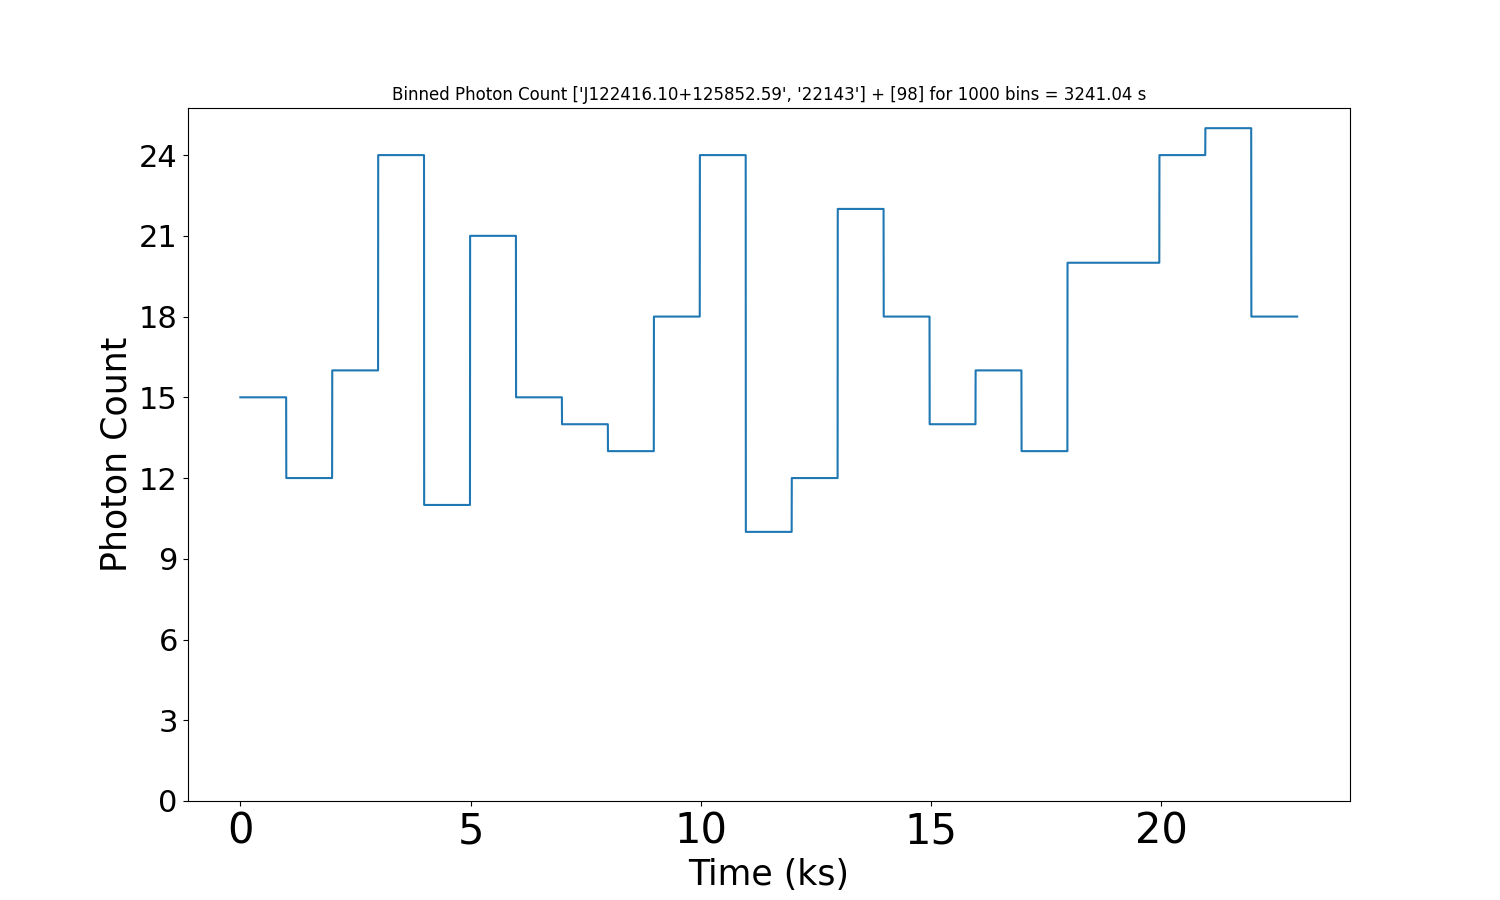 Binned Photon Count ['J122416.10+125852.59', '22143'] + [98] for 1000 bins = 3241.04 s
24
21
18
15
12
9
6
3
0
Photon Count
0 5 10 15 20
Time (ks)